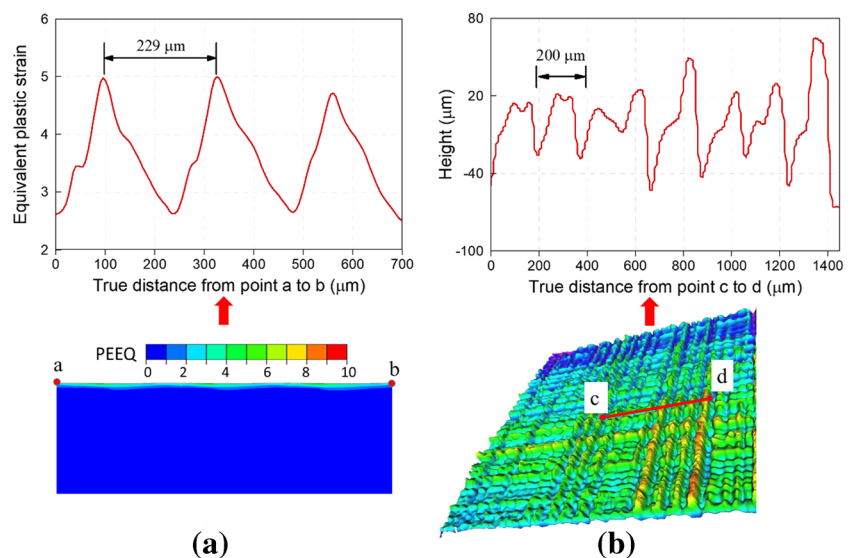 6
5
4
3
2
Equivalent plastic strain
229 μm
0 100 200 300 400 500 600 700
True distance from point a to b (μm)
80
20
-40
-100
Height (μm)
200 μm
0 200 400 600 800 1000 1200 1400
True distance from point c to d (μm)
PEEQ
0 2 4 6 8 10
a
b
c
d
(a)
(b)